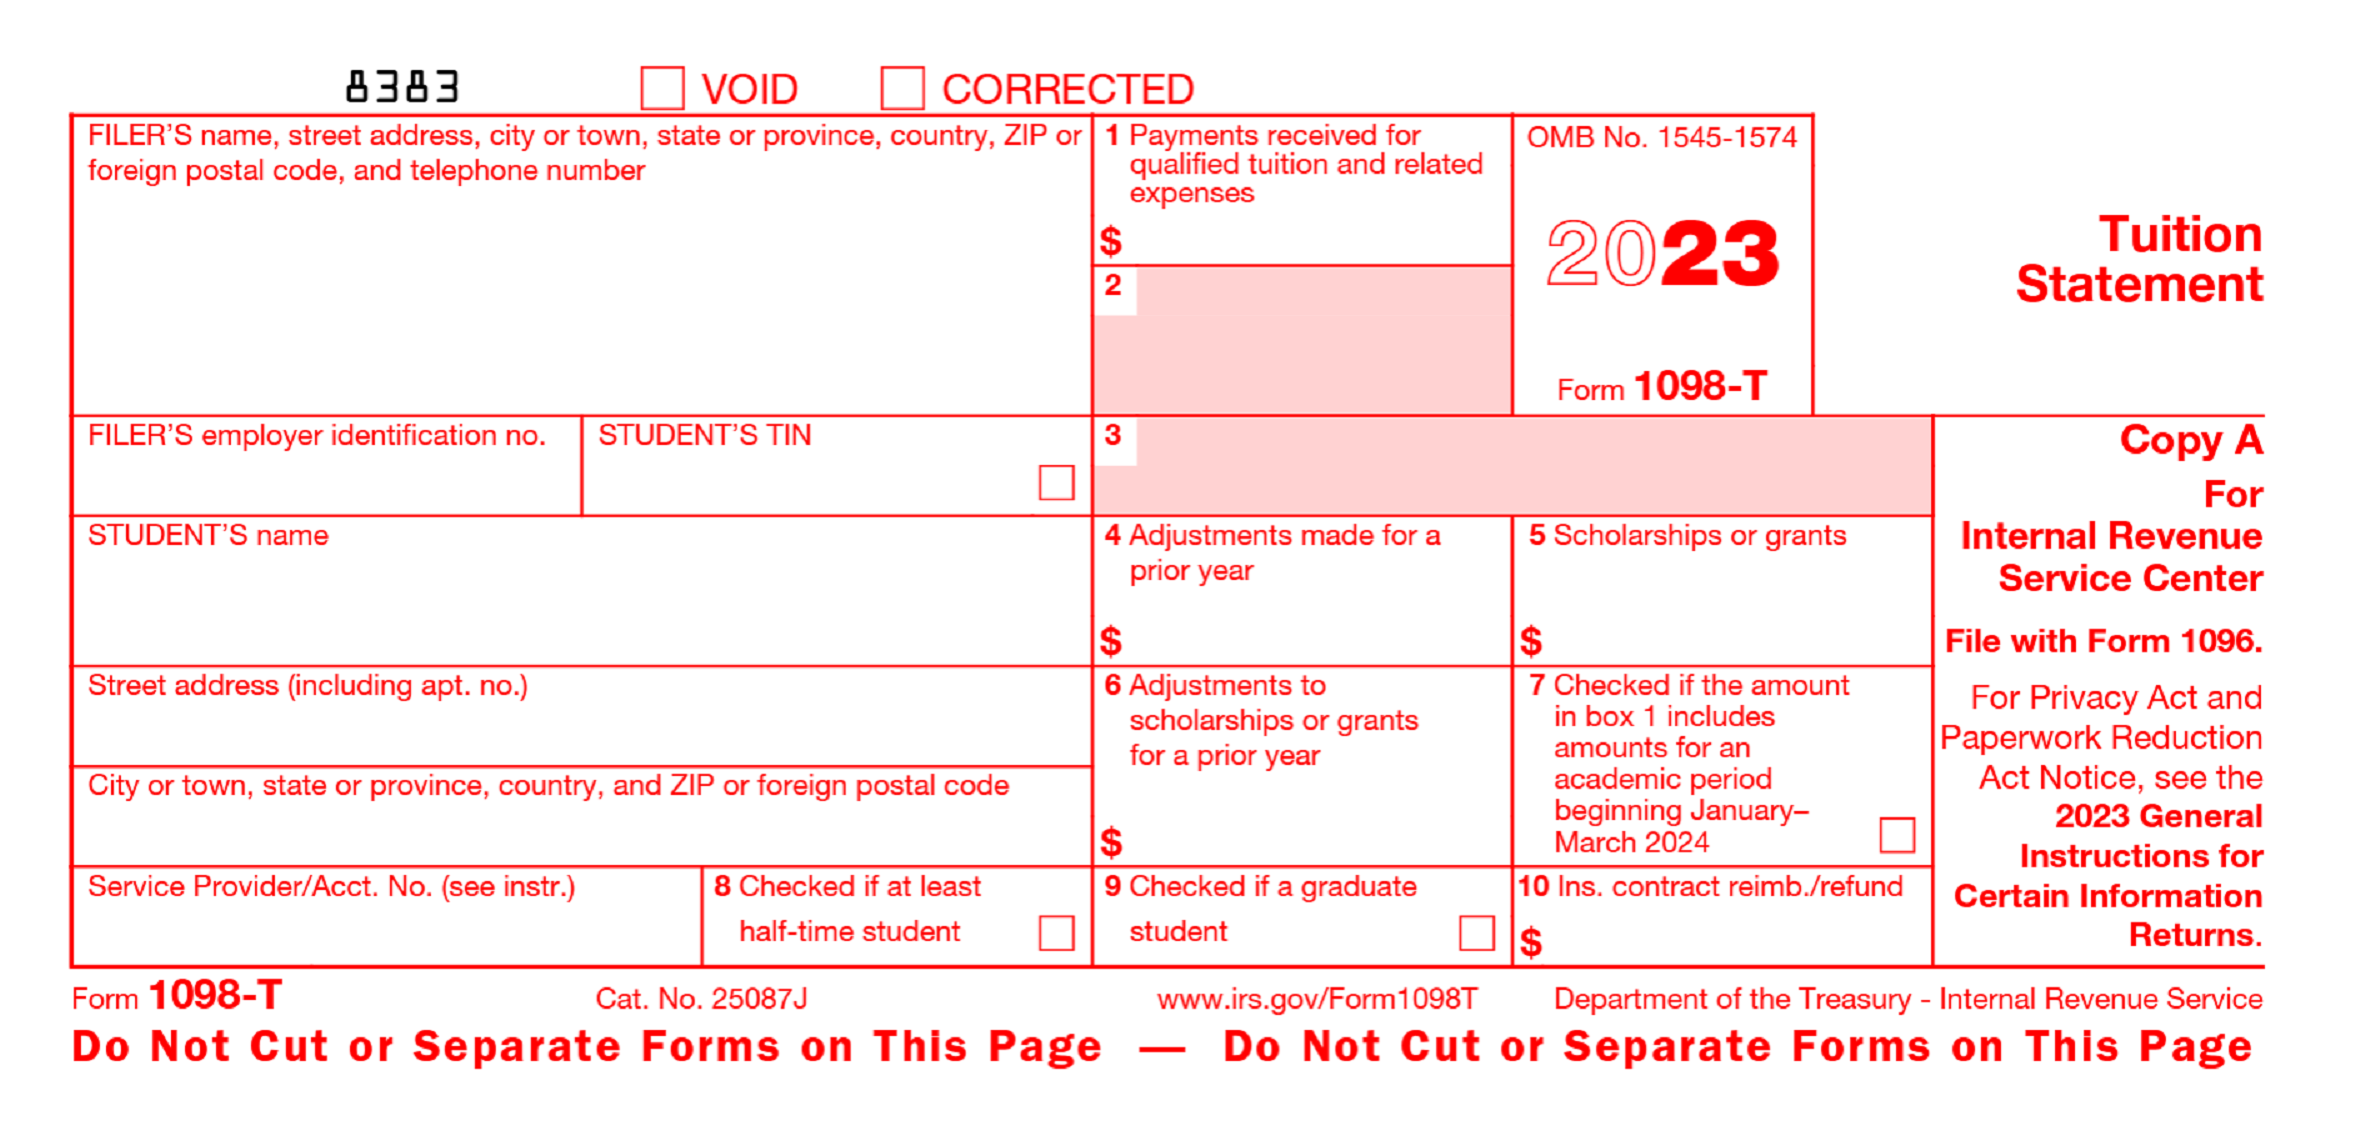 8383 VOID CORRECTED
FILER'S name, street address, city or town, state or province, country, ZIP or
foreign postal code, and telephone number
1 Payments received for
qualified tuition and related
expenses
$
2
OMB No. 1545-1574
2023
Form 1098-T
Tuition
Statement
FILER'S employer identification no.
STUDENT'S TIN
3
Copy A
For
Internal Revenue
Service Center
File with Form 1096.
For Privacy Act and
Paperwork Reduction
Act Notice, see the
2023 General
Instructions for
Certain Information
Returns.
STUDENT'S name
4 Adjustments made for a
prior year
$
5 Scholarships or grants
$
Street address (including apt. no.)
City or town, state or province, country, and ZIP or foreign postal code
6 Adjustments to
scholarships or grants
for a prior year
$
7 Checked if the amount
in box 1 includes
amounts for an
academic period
beginning January–
March 2024
Service Provider/Acct. No. (see instr.)
8 Checked if at least
half-time student
9 Checked if a graduate
student
10 Ins. contract reimb./refund
$
Form 1098-T Cat. No. 25087J www.irs.gov/Form1098T Department of the Treasury - Internal Revenue Service
Do Not Cut or Separate Forms on This Page — Do Not Cut or Separate Forms on This Page